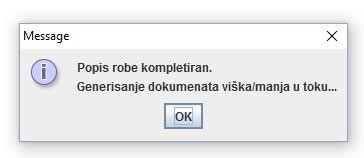 Message
Popis robe kompletiran.
Generisanje dokumenata viška/manja u toku...
OK